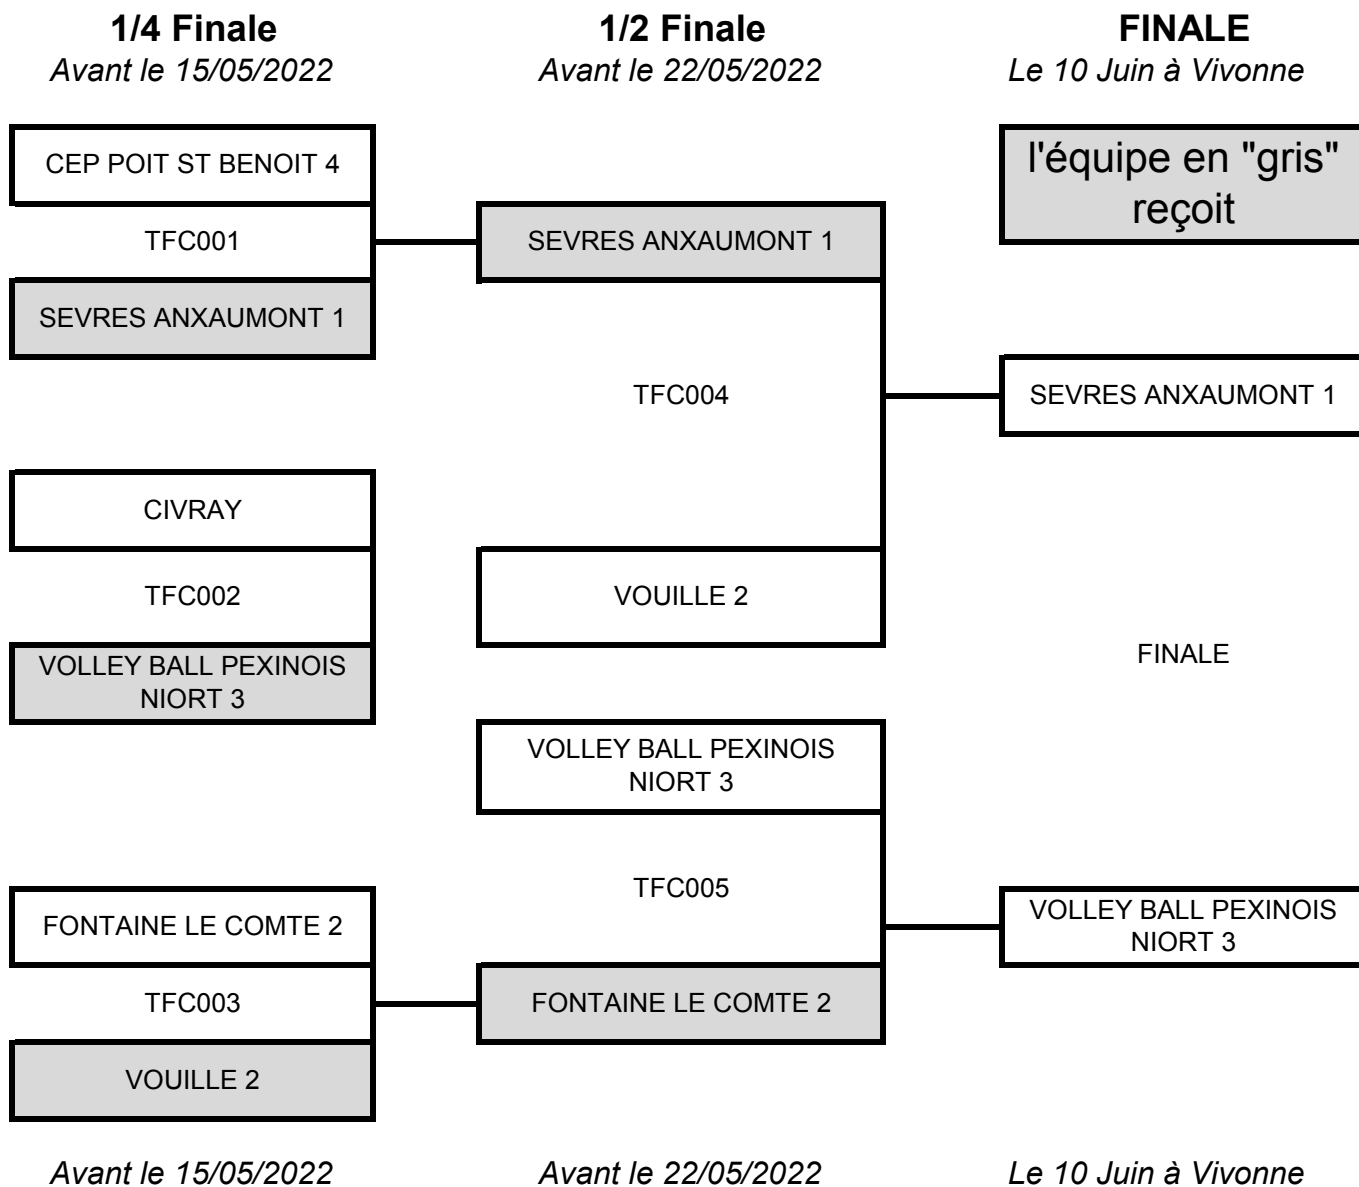 1/4 Finale
1/2 Finale
FINALE
Avant le 15/05/2022
Avant le 22/05/2022
Le 10 Juin à Vivonne
CEP POIT ST BENOIT 4
l'équipe en "gris"
reçoit
TFC001
SEVRES ANXAUMONT 1
SEVRES ANXAUMONT 1
TFC004
SEVRES ANXAUMONT 1
CIVRAY
TFC002
VOUILLE 2
VOLLEY BALL PEXINOIS
NIORT 3
FINALE
VOLLEY BALL PEXINOIS
NIORT 3
TFC005
FONTAINE LE COMTE 2
VOLLEY BALL PEXINOIS
NIORT 3
TFC003
FONTAINE LE COMTE 2
VOUILLE 2
Avant le 15/05/2022
Avant le 22/05/2022
Le 10 Juin à Vivonne